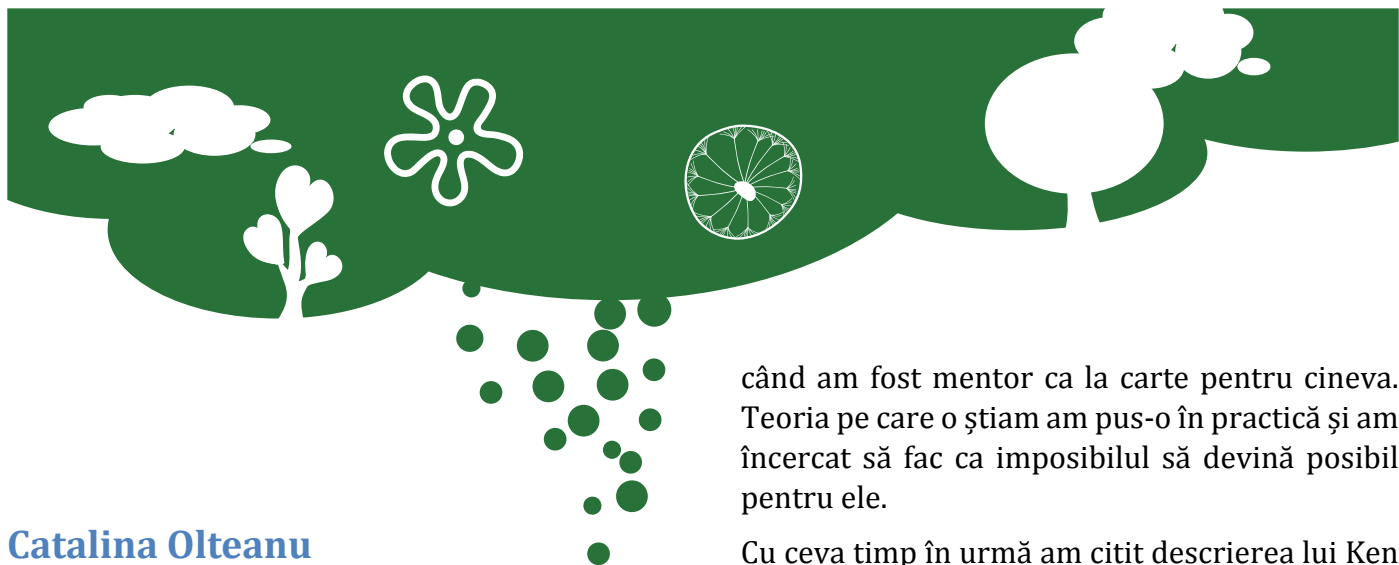 Catalina Olteanu
când am fost mentor ca la carte pentru cineva.
Teoria pe care o știam am pus-o în practică și am
încercat să fac ca imposibilul să devină posibil
pentru ele.
Cu ceva timp în urmă am citit descrierea lui Ken